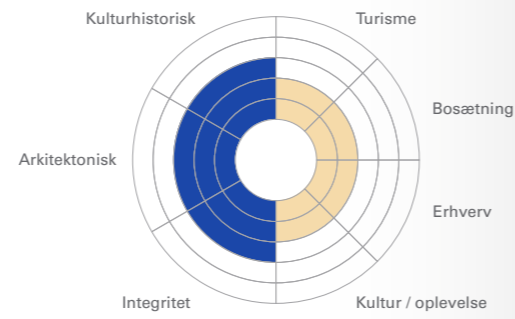 Kulturhistorisk
Turisme
Bosætning
Arkitektonisk
Erhverv
Integritet
Kultur / oplevelse